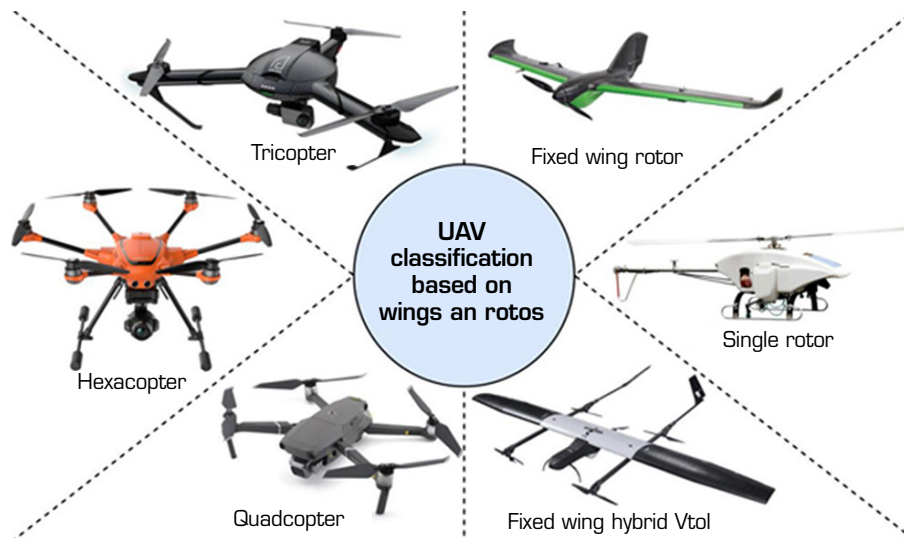 Tricopter
Fixed wing rotor
UAV
classification
based on
wings an rotos
Hexacopter
Single rotor
Quadcopter
Fixed wing hybrid Vtol